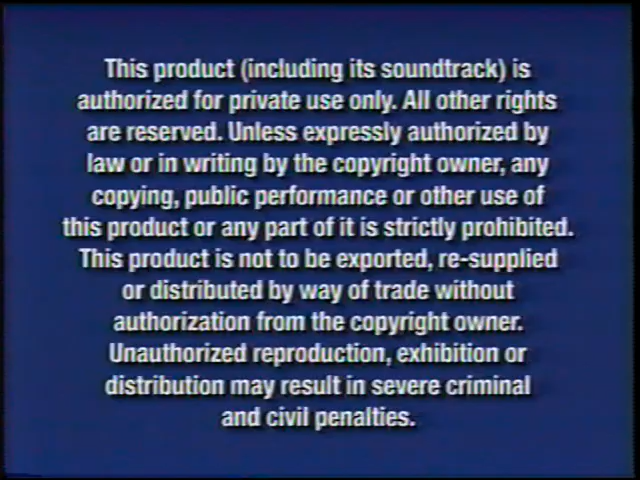 This product (including its soundtrack) is
authorized for private use only. All other rights
are reserved. Unless expressly authorized by
law or in writing by the copyright owner, any
copying, public performance or other use of
this product or any part of it is strictly prohibited.
This product is not to be exported, re-supplied
or distributed by way of trade without
authorization from the copyright owner.
Unauthorized reproduction, exhibition or
distribution may result in severe criminal
and civil penalties.